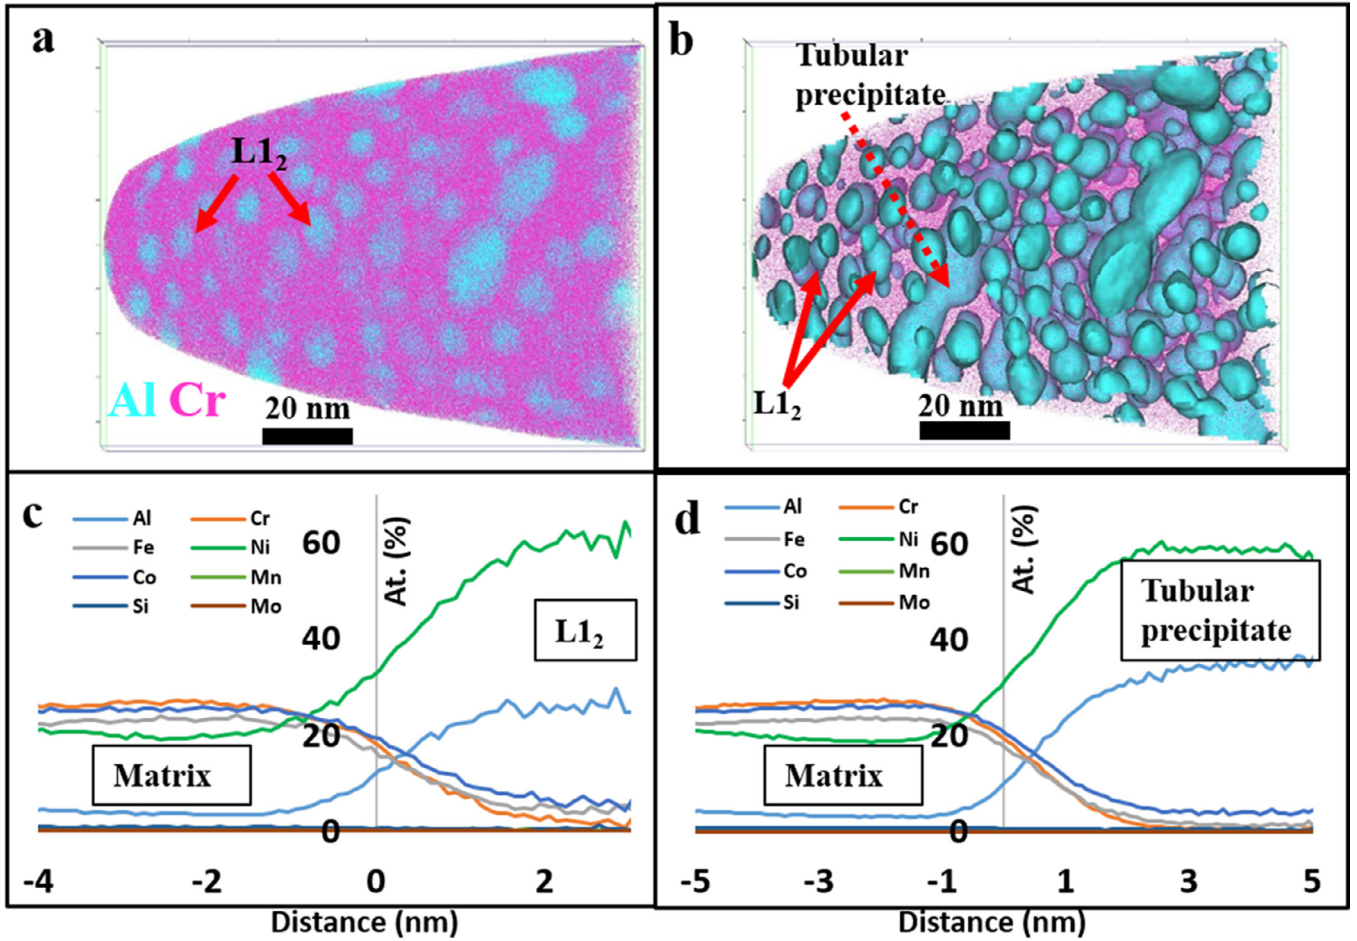 a
L1₂
Al Cr
20 nm
b
Tubular
precipitate
L1₂
20 nm
c
Al Cr
Fe Ni
Co Mn
Si Mo
At. (%)
60
40
20
0
L1₂
Matrix
-4 -2 0 2
Distance (nm)
d
Al Cr
Fe Ni
Co Mn
Si Mo
At. (%)
60
40
20
0
Tubular
precipitate
Matrix
-5 -3 -1 1 3 5
Distance (nm)